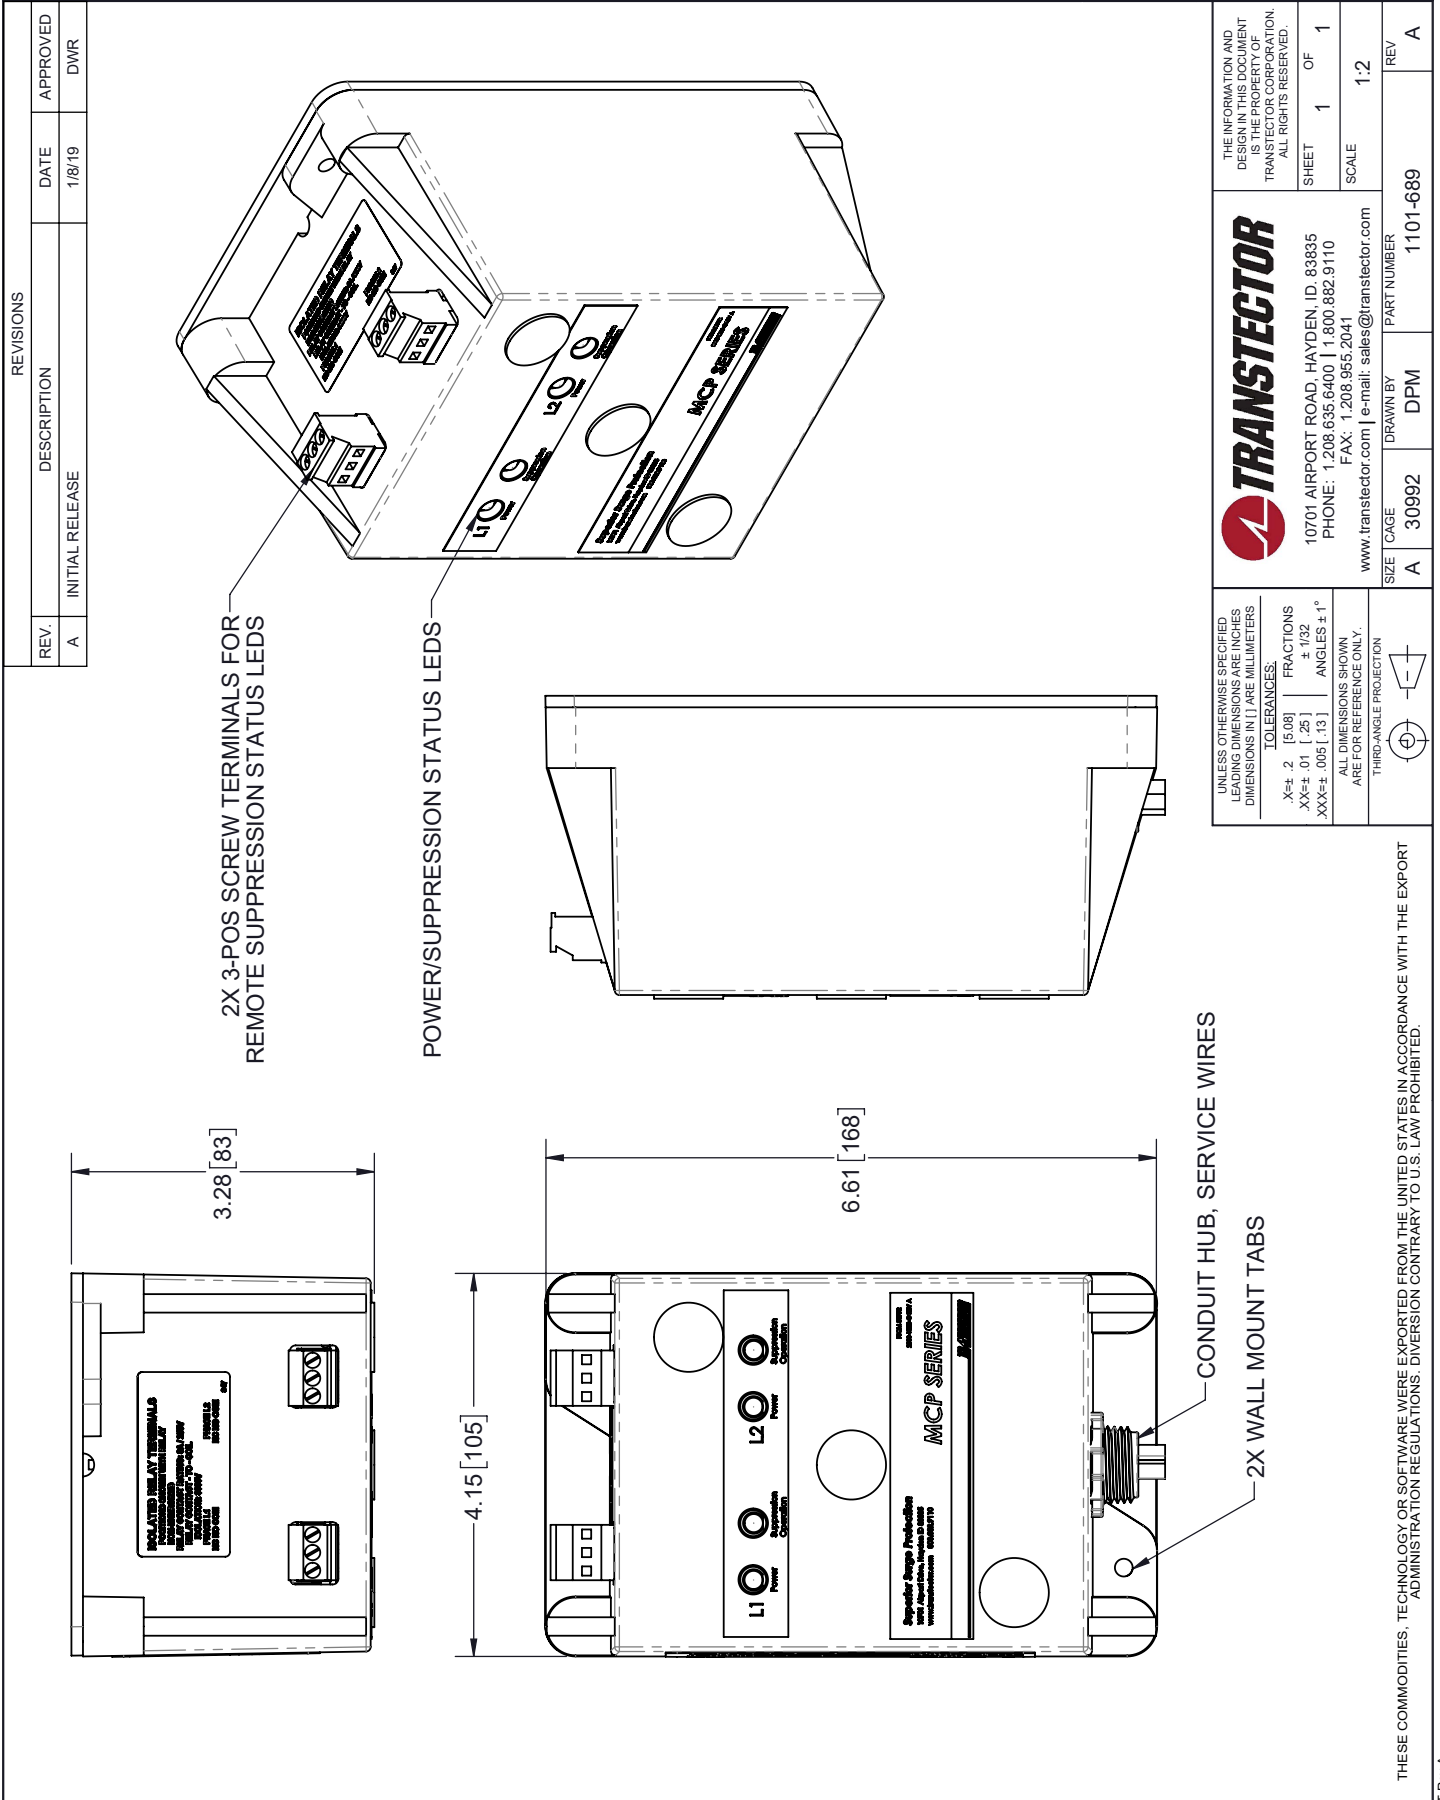 REVISIONS
REV. DESCRIPTION DATE APPROVED
A INITIAL RELEASE 1/8/19 DWR
2X 3-POS SCREW TERMINALS FOR
REMOTE SUPPRESSION STATUS LEDS
POWER/SUPPRESSION STATUS LEDS
L1
Power
L2
Power
MCP SERIES
3.28 [83]
ISOLATED RELAY TERMINALS
4.15 [105]
6.61 [168]
L1
Power
Suppression
Operation
L2
Power
Suppression
Operation
Superior Surge Protection
MCP SERIES
CONDUIT HUB, SERVICE WIRES
2X WALL MOUNT TABS
UNLESS OTHERWISE SPECIFIED
LEADING DIMENSIONS ARE INCHES
DIMENSIONS IN [ ] ARE MILLIMETERS
TOLERANCES:
.X=± .2 [5.08] FRACTIONS
.XX=± .01 [ .25 ] ± 1/32
.XXX=± .005 [ .13 ] ANGLES ± 1°
ALL DIMENSIONS SHOWN
ARE FOR REFERENCE ONLY.
THIRD-ANGLE PROJECTION
TRANSTECTOR
10701 AIRPORT ROAD, HAYDEN, ID. 83835
PHONE: 1.208.635.6400 | 1.800.882.9110
FAX: 1.208.955.2041
www.transtector.com | e-mail: sales@transtector.com
THE INFORMATION AND
DESIGN IN THIS DOCUMENT
IS THE PROPERTY OF
TRANSTECTOR CORPORATION.
ALL RIGHTS RESERVED.
SHEET 1 OF 1
SCALE 1:2
SIZE A CAGE 30992 DRAWN BY DPM PART NUMBER 1101-689 REV A
THESE COMMODITIES, TECHNOLOGY OR SOFTWARE WERE EXPORTED FROM THE UNITED STATES IN ACCORDANCE WITH THE EXPORT
ADMINISTRATION REGULATIONS. DIVERSION CONTRARY TO U.S. LAW PROHIBITED.